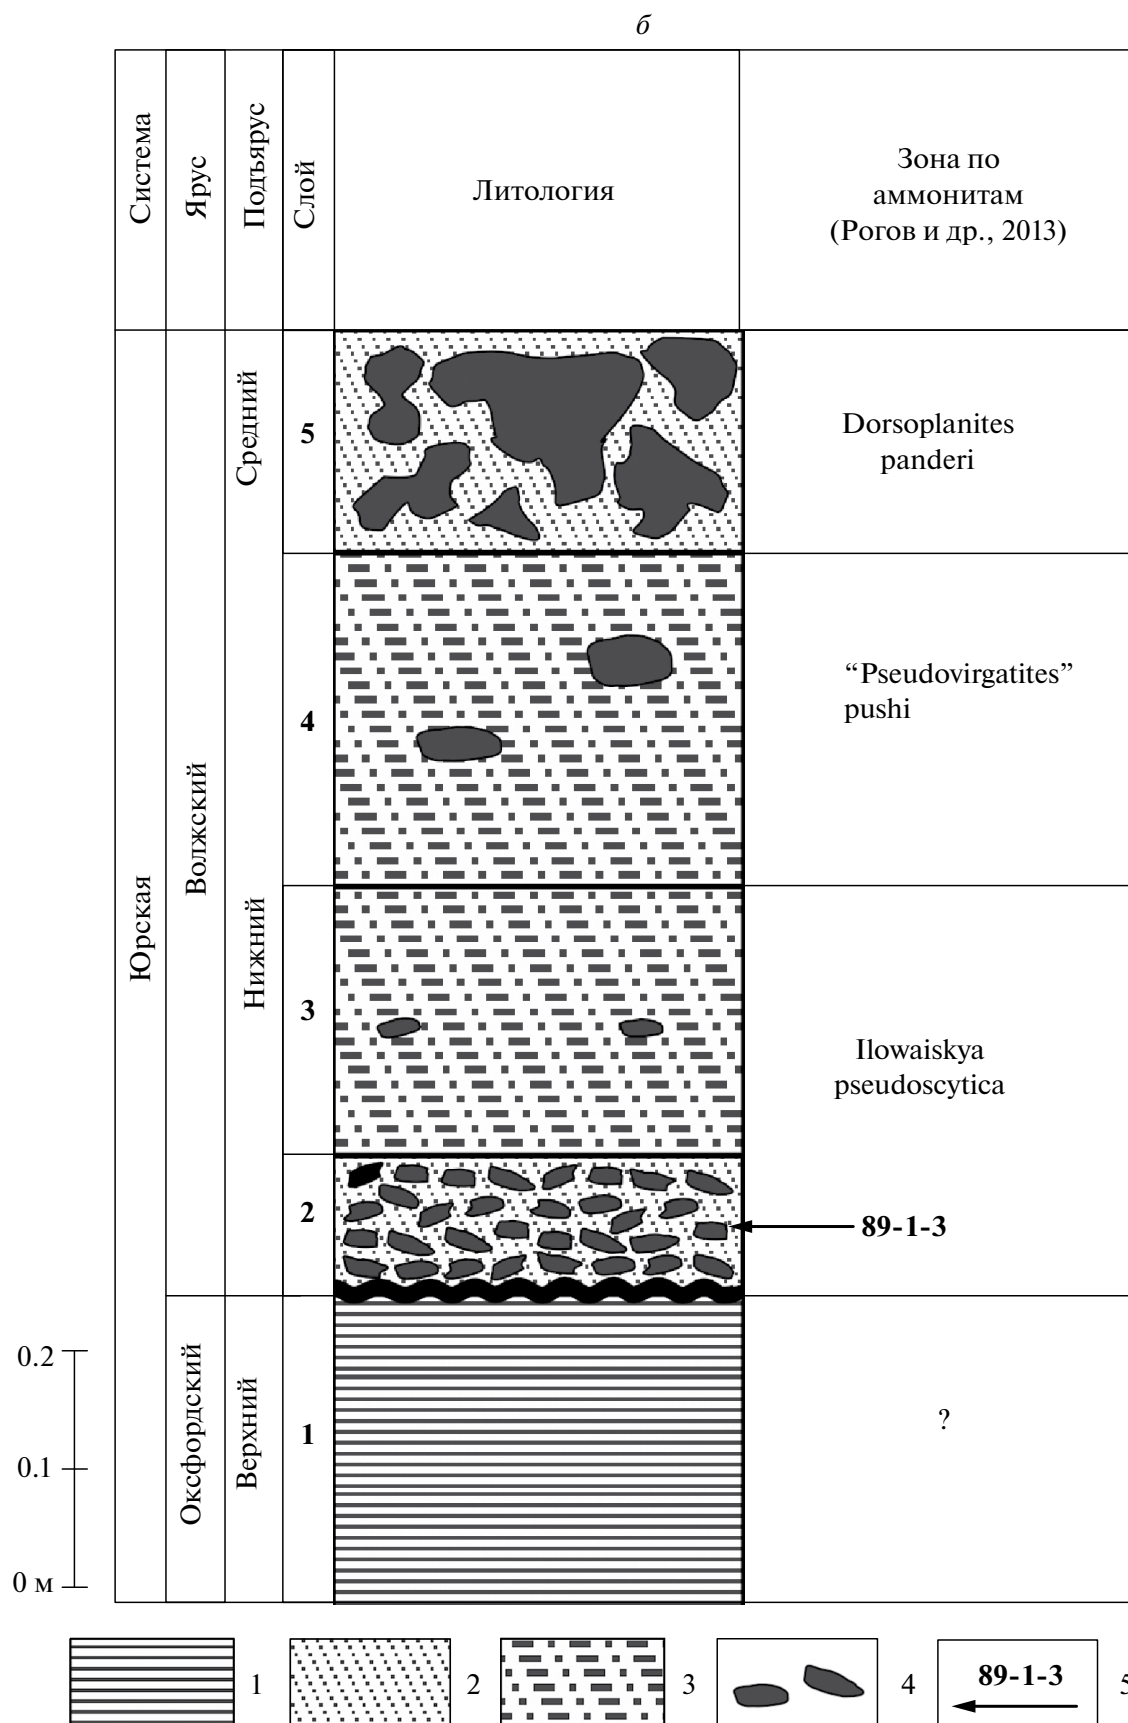 б
Система
Ярус
Подъярус
Слой
Литология
Зона по
аммонитам
(Рогов и др., 2013)
Юрская
Волжский
Средний
5
Dorsoplanites
panderi
Нижний
4
“Pseudovirgatites”
pushi
3
Ilowaiskya
pseudoscytica
2
89-1-3
Оксфордский
Верхний
1
?
0.2
0.1
0 м
1
2
3
4
89-1-3
5